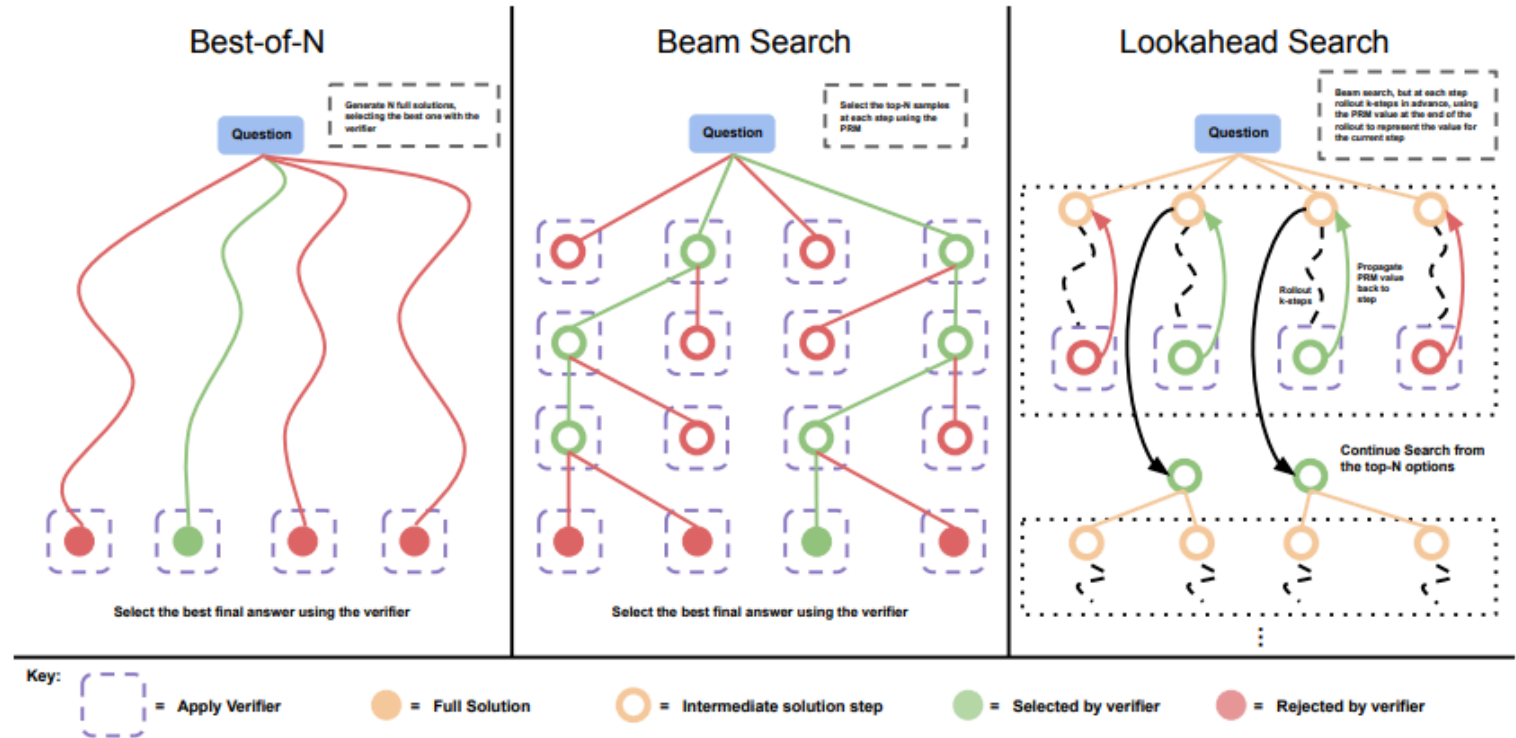 Best-of-N
Generate N full solutions,
selecting the best one with the
verifier
Question
Select the best final answer using the verifier
Beam Search
Select the top-N samples
at each step using the
PRM
Question
Select the best final answer using the verifier
Lookahead Search
Beam search, but at each step
rollout k-steps in advance, using
the PRM value at the end of the
rollout to represent the value for
the current step
Question
Rollout
k-steps
Propagate
PRM value
back to
step
Continue Search from
the top-N options
Key:
= Apply Verifier
= Full Solution
= Intermediate solution step
= Selected by verifier
= Rejected by verifier